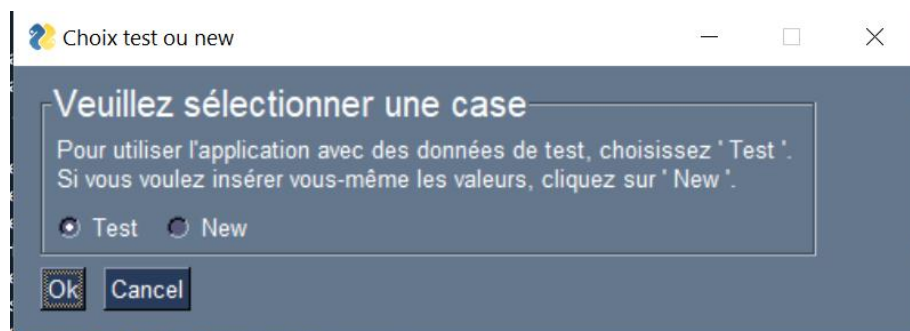 Choix test ou new
Veuillez sélectionner une case
Pour utiliser l'application avec des données de test, choisissez ' Test '.
Si vous voulez insérer vous-même les valeurs, cliquez sur ' New '.
Test New
Ok Cancel